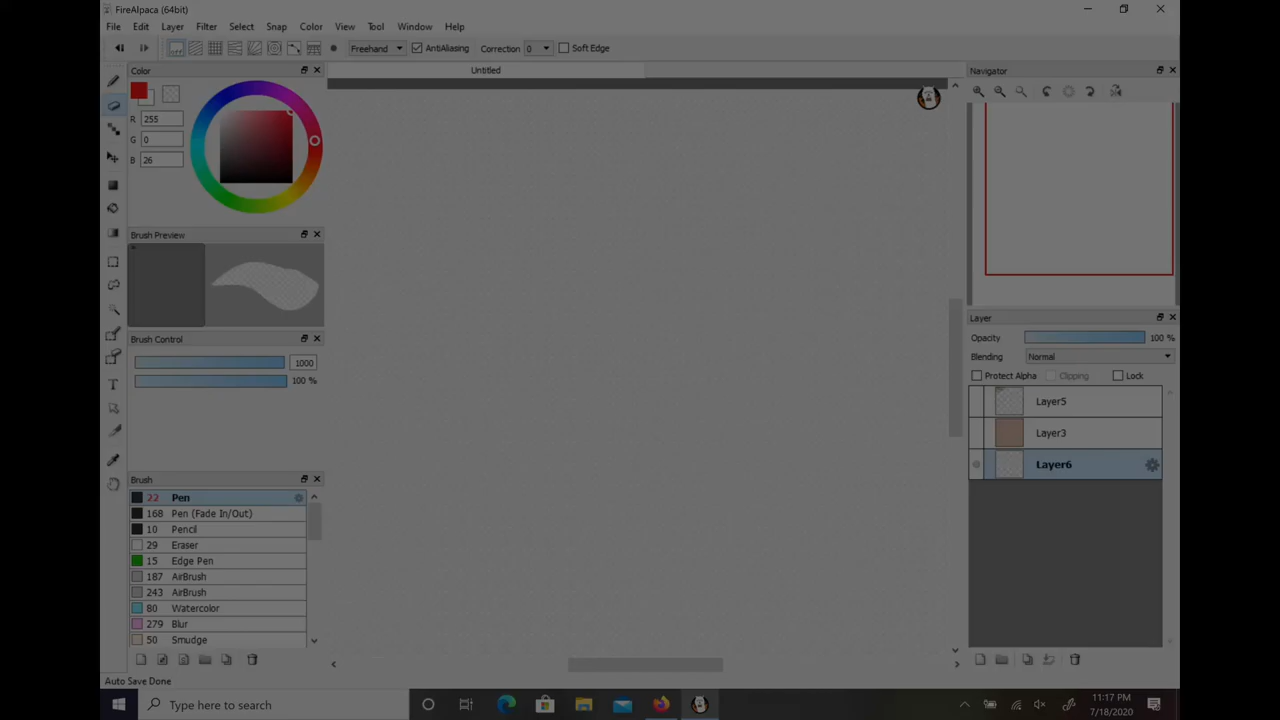 FireAlpaca (64bit)
File Edit Layer Filter Select Snap Color View Tool Window Help
OFF Freehand AntiAliasing Correction 0 Soft Edge
Color
Untitled
Navigator
R 255
G 0
B 26
Brush Preview
Brush Control
1000
100 %
Layer
Opacity 100 %
Blending Normal
Protect Alpha Clipping Lock
Layer5
Layer3
Layer6
T
Brush
22 Pen
168 Pen (Fade In/Out)
10 Pencil
29 Eraser
15 Edge Pen
187 AirBrush
243 AirBrush
80 Watercolor
279 Blur
50 Smudge
Auto Save Done
Type here to search
11:17 PM
7/18/2020